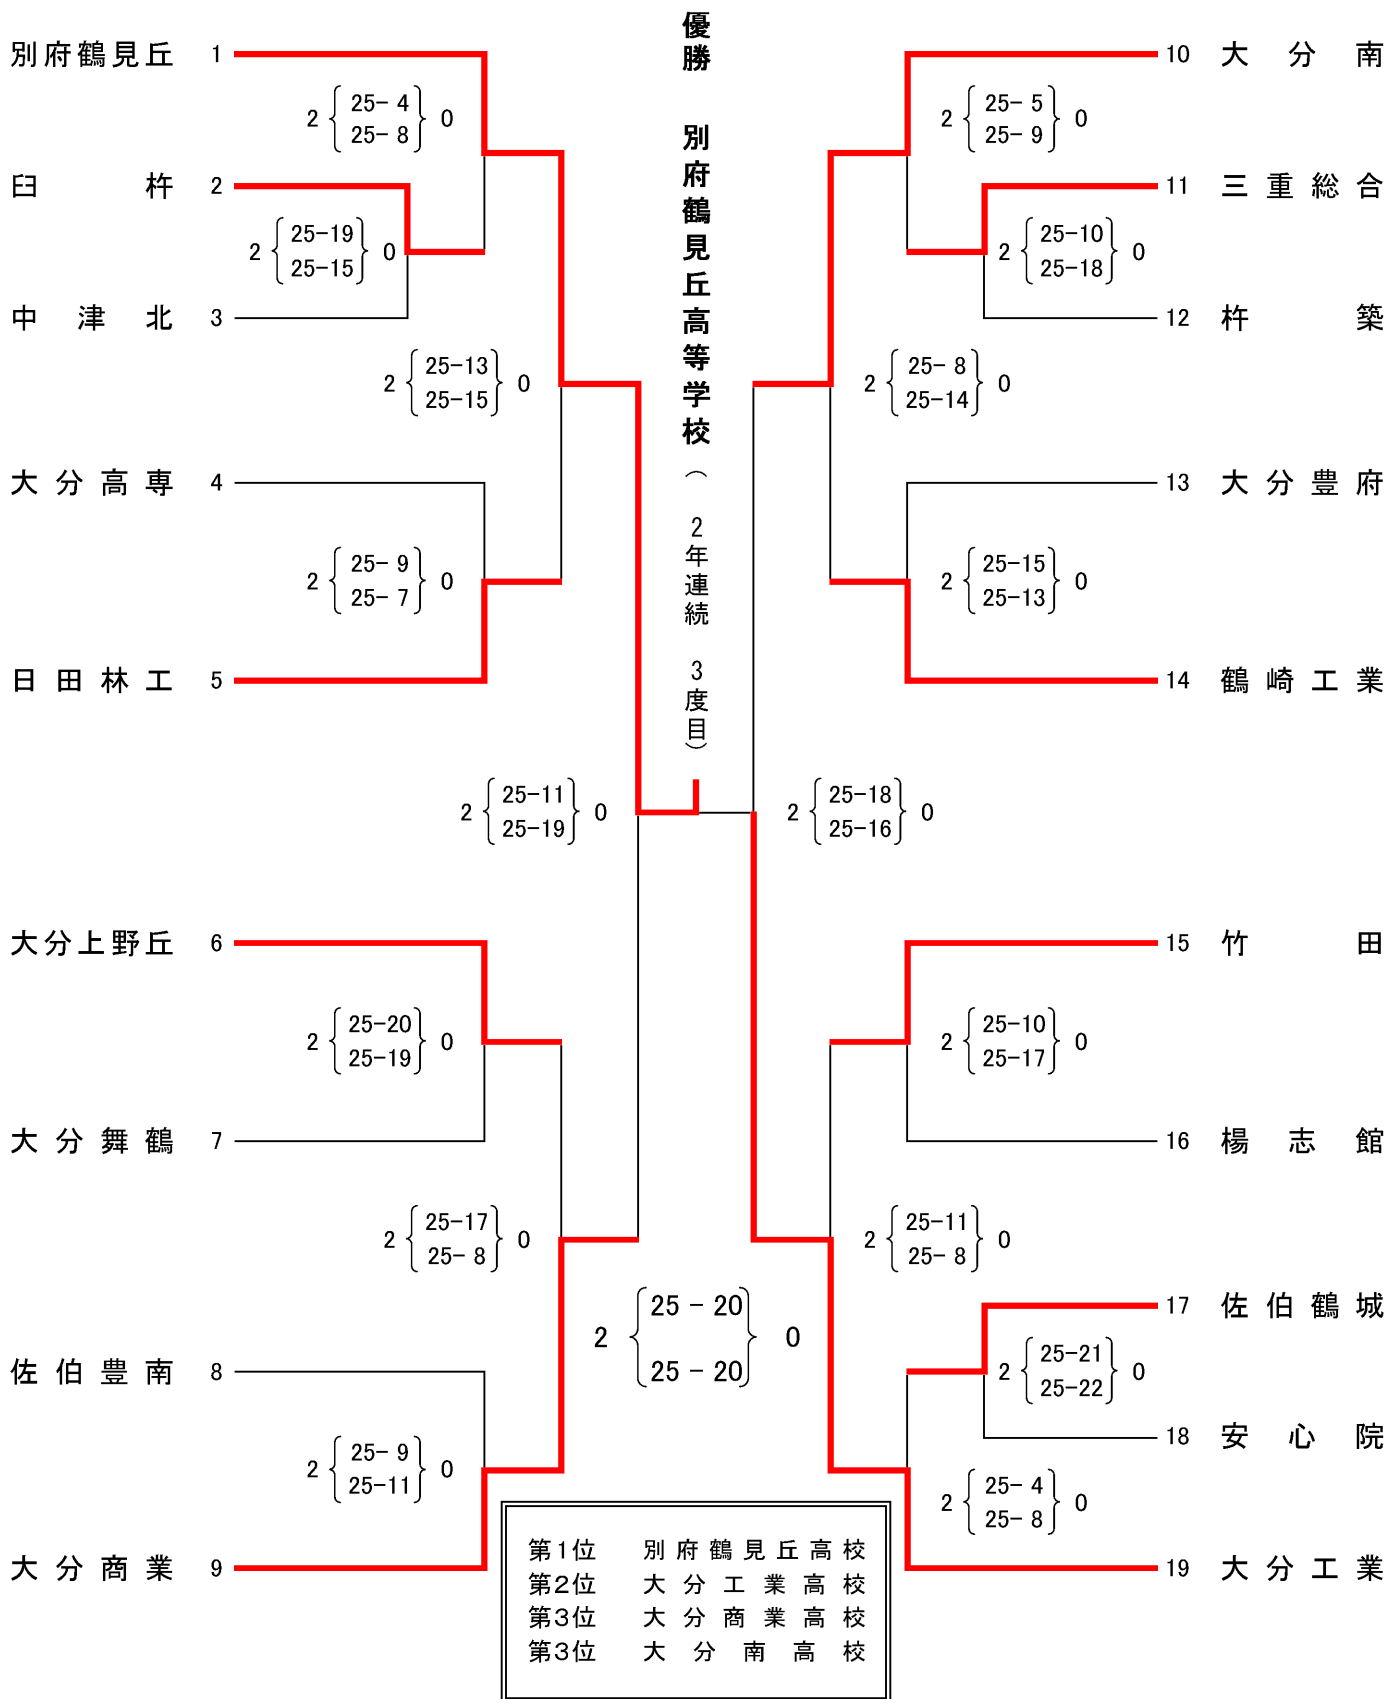 優勝 別府鶴見丘高等学校（2年連続 3度目）
別府鶴見丘 1
2 25- 4 0
25- 8
臼杵 2
2 25-19 0
25-15
中津北 3
2 25-13 0
25-15
大分高専 4
2 25- 9 0
25- 7
日田林工 5
2 25-11 0
25-19
大分上野丘 6
2 25-20 0
25-19
大分舞鶴 7
2 25-17 0
25- 8
佐伯豊南 8
2 25- 9 0
25-11
大分商業 9
2 25 - 20 0
25 - 20
10 大分南
2 25- 5 0
25- 9
11 三重総合
2 25-10 0
25-18
12 杵築
2 25- 8 0
25-14
13 大分豊府
2 25-15 0
25-13
14 鶴崎工業
2 25-18 0
25-16
15 竹田
2 25-10 0
25-17
16 楊志館
2 25-11 0
25- 8
17 佐伯鶴城
2 25-21 0
25-22
18 安心院
2 25- 4 0
25- 8
19 大分工業
第1位 別府鶴見丘高校
第2位 大分工業高校
第3位 大分商業高校
第3位 大分南高校